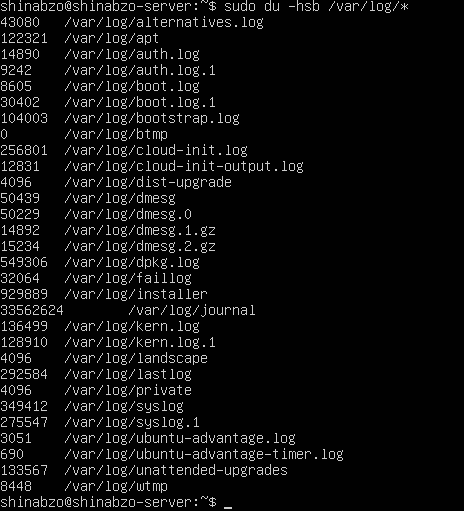 shinabzo@shinabzo-server:~$ sudo du -hsb /var/log/*
43080 /var/log/alternatives.log
122321 /var/log/apt
14890 /var/log/auth.log
9242 /var/log/auth.log.1
8605 /var/log/boot.log
30402 /var/log/boot.log.1
104003 /var/log/bootstrap.log
0 /var/log/btmp
256801 /var/log/cloud-init.log
12831 /var/log/cloud-init-output.log
4096 /var/log/dist-upgrade
50439 /var/log/dmesg
50229 /var/log/dmesg.0
14892 /var/log/dmesg.1.gz
15234 /var/log/dmesg.2.gz
549306 /var/log/dpkg.log
32064 /var/log/faillog
929889 /var/log/installer
33562624 /var/log/journal
136499 /var/log/kern.log
128910 /var/log/kern.log.1
4096 /var/log/landscape
292584 /var/log/lastlog
4096 /var/log/private
349412 /var/log/syslog
275547 /var/log/syslog.1
3051 /var/log/ubuntu-advantage.log
690 /var/log/ubuntu-advantage-timer.log
133567 /var/log/unattended-upgrades
8448 /var/log/wtmp
shinabzo@shinabzo-server:~$ _